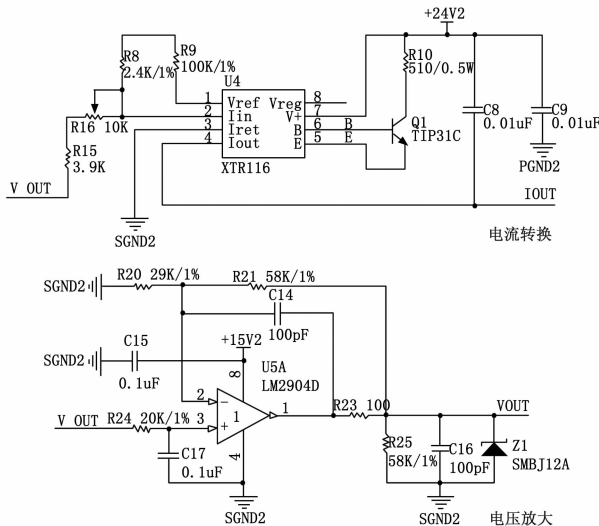 +24V2
R8
2.4K/1%
R9
100K/1%
U4
R10
510/0.5W
1 Vref Vreg 8
2 Iin V+ 7
3 Iret B 6 B
4 Iout E 5 E
XTR116
Q1
TIP31C
C8
0.01uF
C9
0.01uF
R16 10K
R15
3.9K
V OUT
SGND2
PGND2
IOUT
电流转换
SGND2
R20 29K/1%
R21 58K/1%
C14
100pF
C15
SGND2
0.1uF
+15V2
8
U5A
LM2904D
2
1
1
V OUT
R24 20K/1%
3
R23 100
VOUT
4
C17
0.1uF
R25
58K/1%
C16
100pF
Z1
SMBJ12A
SGND2
SGND2
电压放大